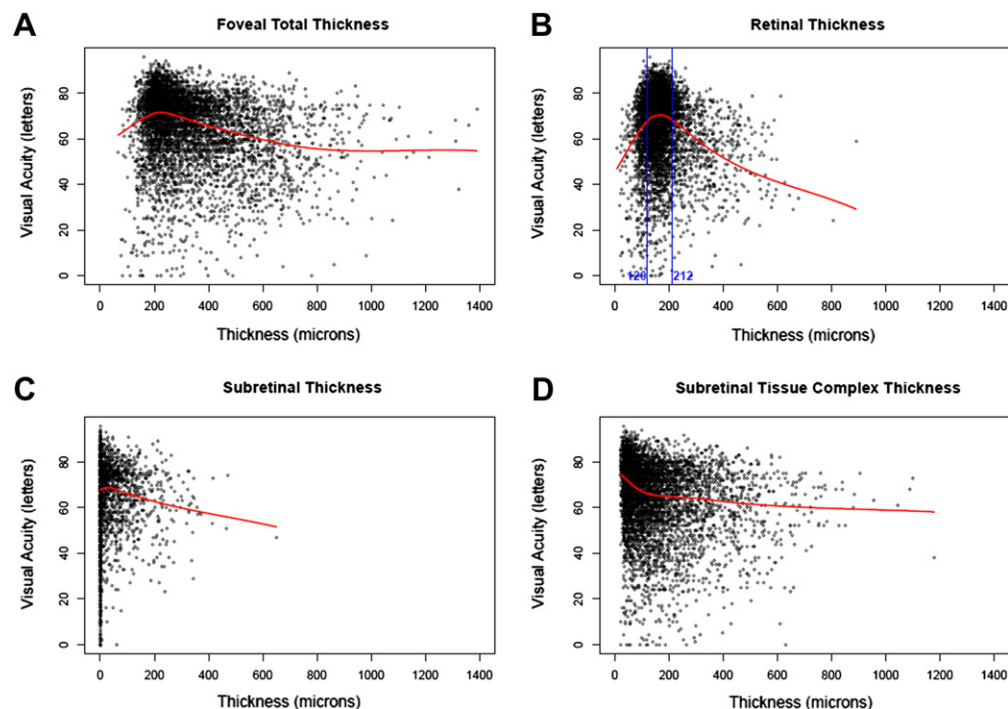 A
Foveal Total Thickness
Visual Acuity (letters)
80
60
40
20
0
0 200 400 600 800 1000 1200 1400
Thickness (microns)
B
Retinal Thickness
Visual Acuity (letters)
80
60
40
20
0
120 212
0 200 400 600 800 1000 1200 1400
Thickness (microns)
C
Subretinal Thickness
Visual Acuity (letters)
80
60
40
20
0
0 200 400 600 800 1000 1200 1400
Thickness (microns)
D
Subretinal Tissue Complex Thickness
Visual Acuity (letters)
80
60
40
20
0
0 200 400 600 800 1000 1200 1400
Thickness (microns)